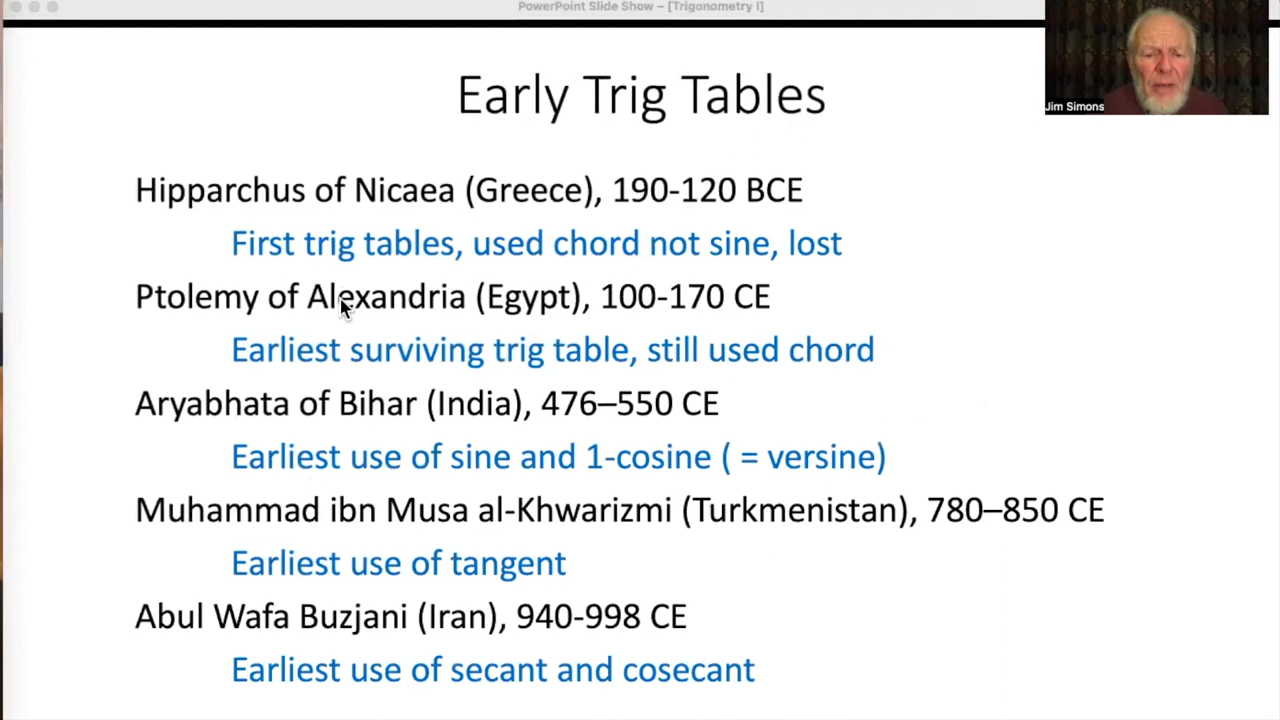 PowerPoint Slide Show – [Trigonometry I]
Jim Simons
Early Trig Tables
Hipparchus of Nicaea (Greece), 190-120 BCE
First trig tables, used chord not sine, lost
Ptolemy of Alexandria (Egypt), 100-170 CE
Earliest surviving trig table, still used chord
Aryabhata of Bihar (India), 476–550 CE
Earliest use of sine and 1-cosine ( = versine)
Muhammad ibn Musa al-Khwarizmi (Turkmenistan), 780–850 CE
Earliest use of tangent
Abul Wafa Buzjani (Iran), 940-998 CE
Earliest use of secant and cosecant